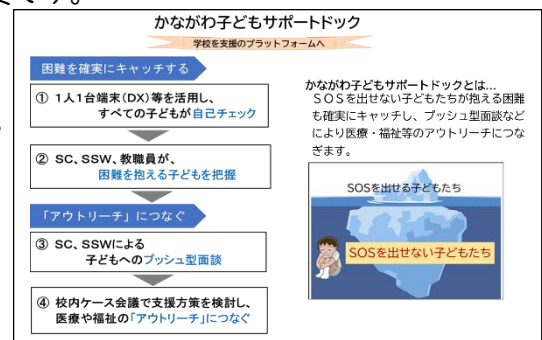 です。
かながわ子どもサポートドック
学校を支援のプラットフォームへ
困難を確実にキャッチする
① 1人1台端末(DX)等を活用し、
すべての子どもが自己チェック
② SC、SSW、教職員が、
困難を抱える子どもを把握
「アウトリーチ」につなぐ
③ SC、SSWによる
子どもへのプッシュ型面談
④ 校内ケース会議で支援方策を検討し、
医療や福祉の「アウトリーチ」につなぐ
かながわ子どもサポートドックとは…
SOSを出せない子どもたちが抱える困難
も確実にキャッチし、プッシュ型面談など
により医療・福祉等のアウトリーチにつな
ぎます。
SOSを出せる子どもたち
SOSを出せない子どもたち